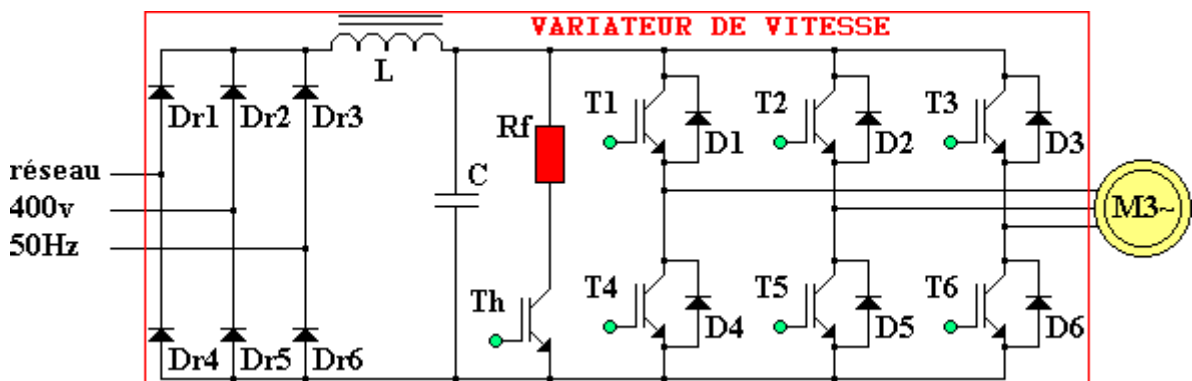 VARIATEUR DE VITESSE
L
Dr1 Dr2 Dr3
T1 T2 T3
Rf
D1 D2 D3
réseau
400v
50Hz
C
M3~
Th
T4 T5 T6
D4 D5 D6
Dr4 Dr5 Dr6